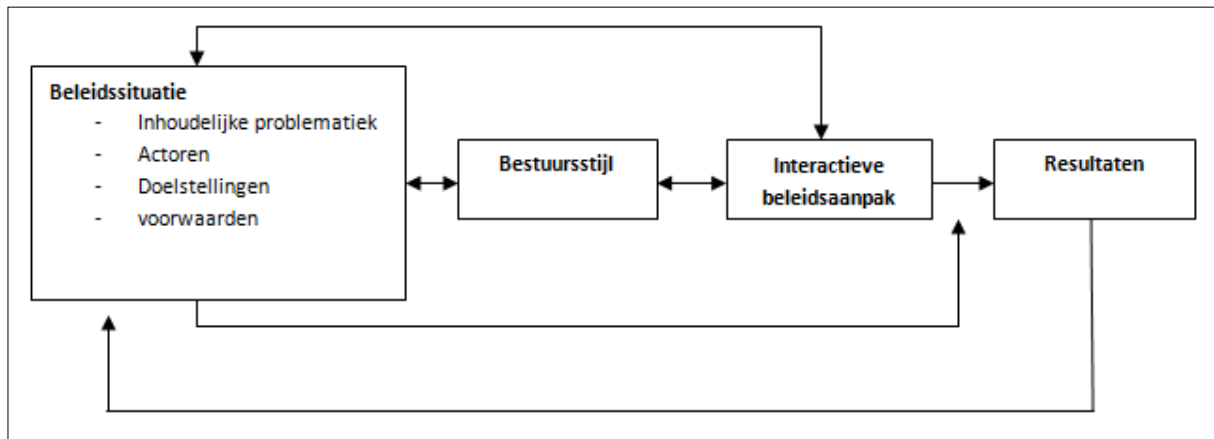 Beleidssituatie
- Inhoudelijke problematiek
- Actoren
- Doelstellingen
- voorwaarden
Bestuursstijl
Interactieve
beleidsaanpak
Resultaten